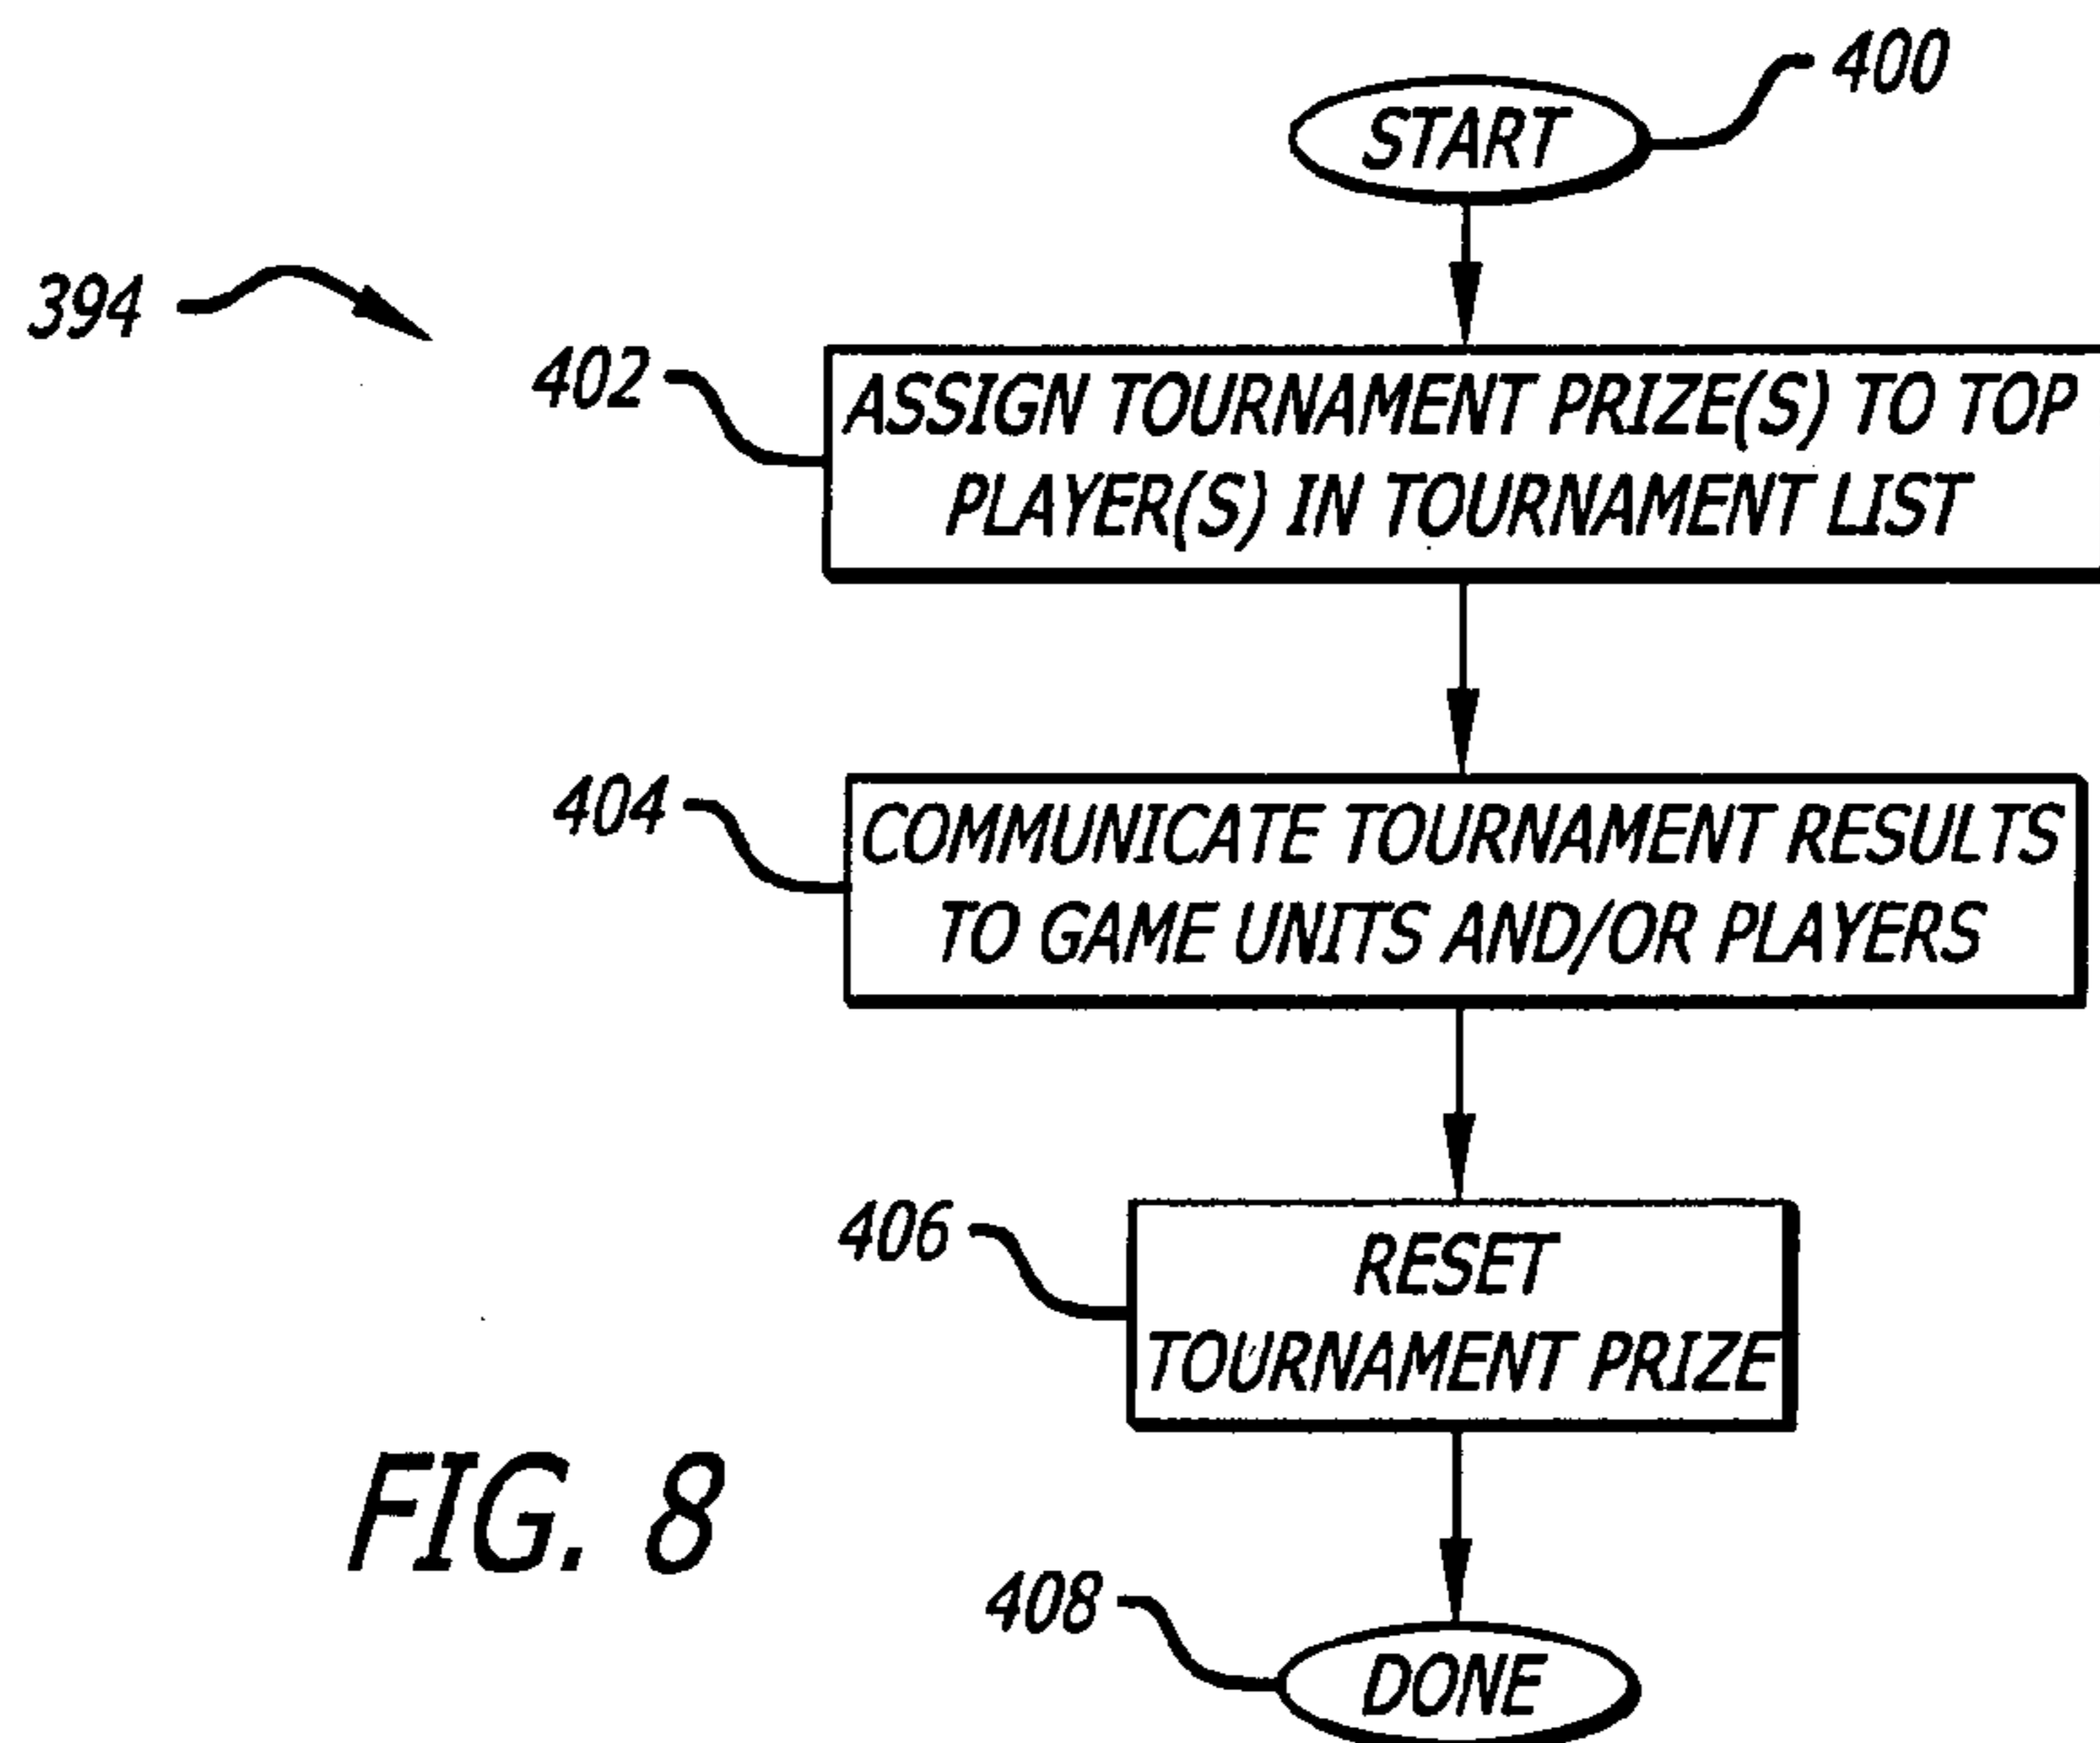 START
400
394
402
ASSIGN TOURNAMENT PRIZE(S) TO TOP
PLAYER(S) IN TOURNAMENT LIST
404
COMMUNICATE TOURNAMENT RESULTS
TO GAME UNITS AND/OR PLAYERS
406
RESET
TOURNAMENT PRIZE
FIG. 8
408
DONE